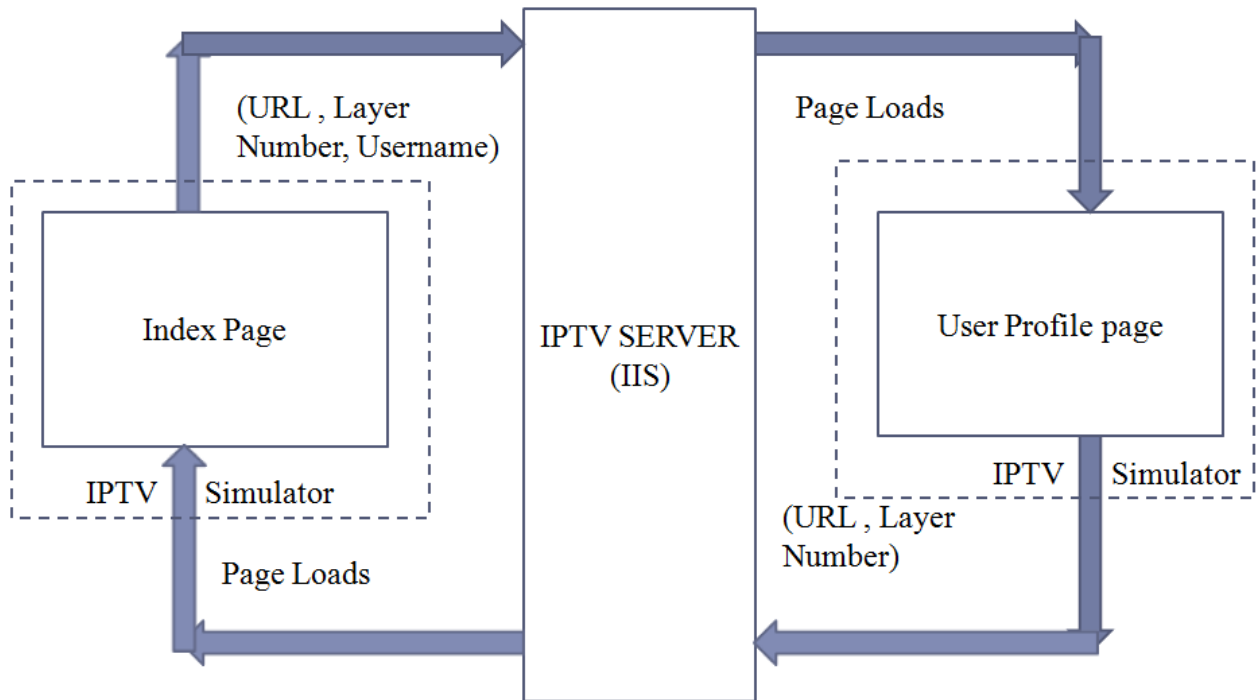 (URL , Layer
Number, Username)
Page Loads
Index Page
IPTV SERVER
(IIS)
User Profile page
IPTV Simulator
IPTV Simulator
(URL , Layer
Number)
Page Loads